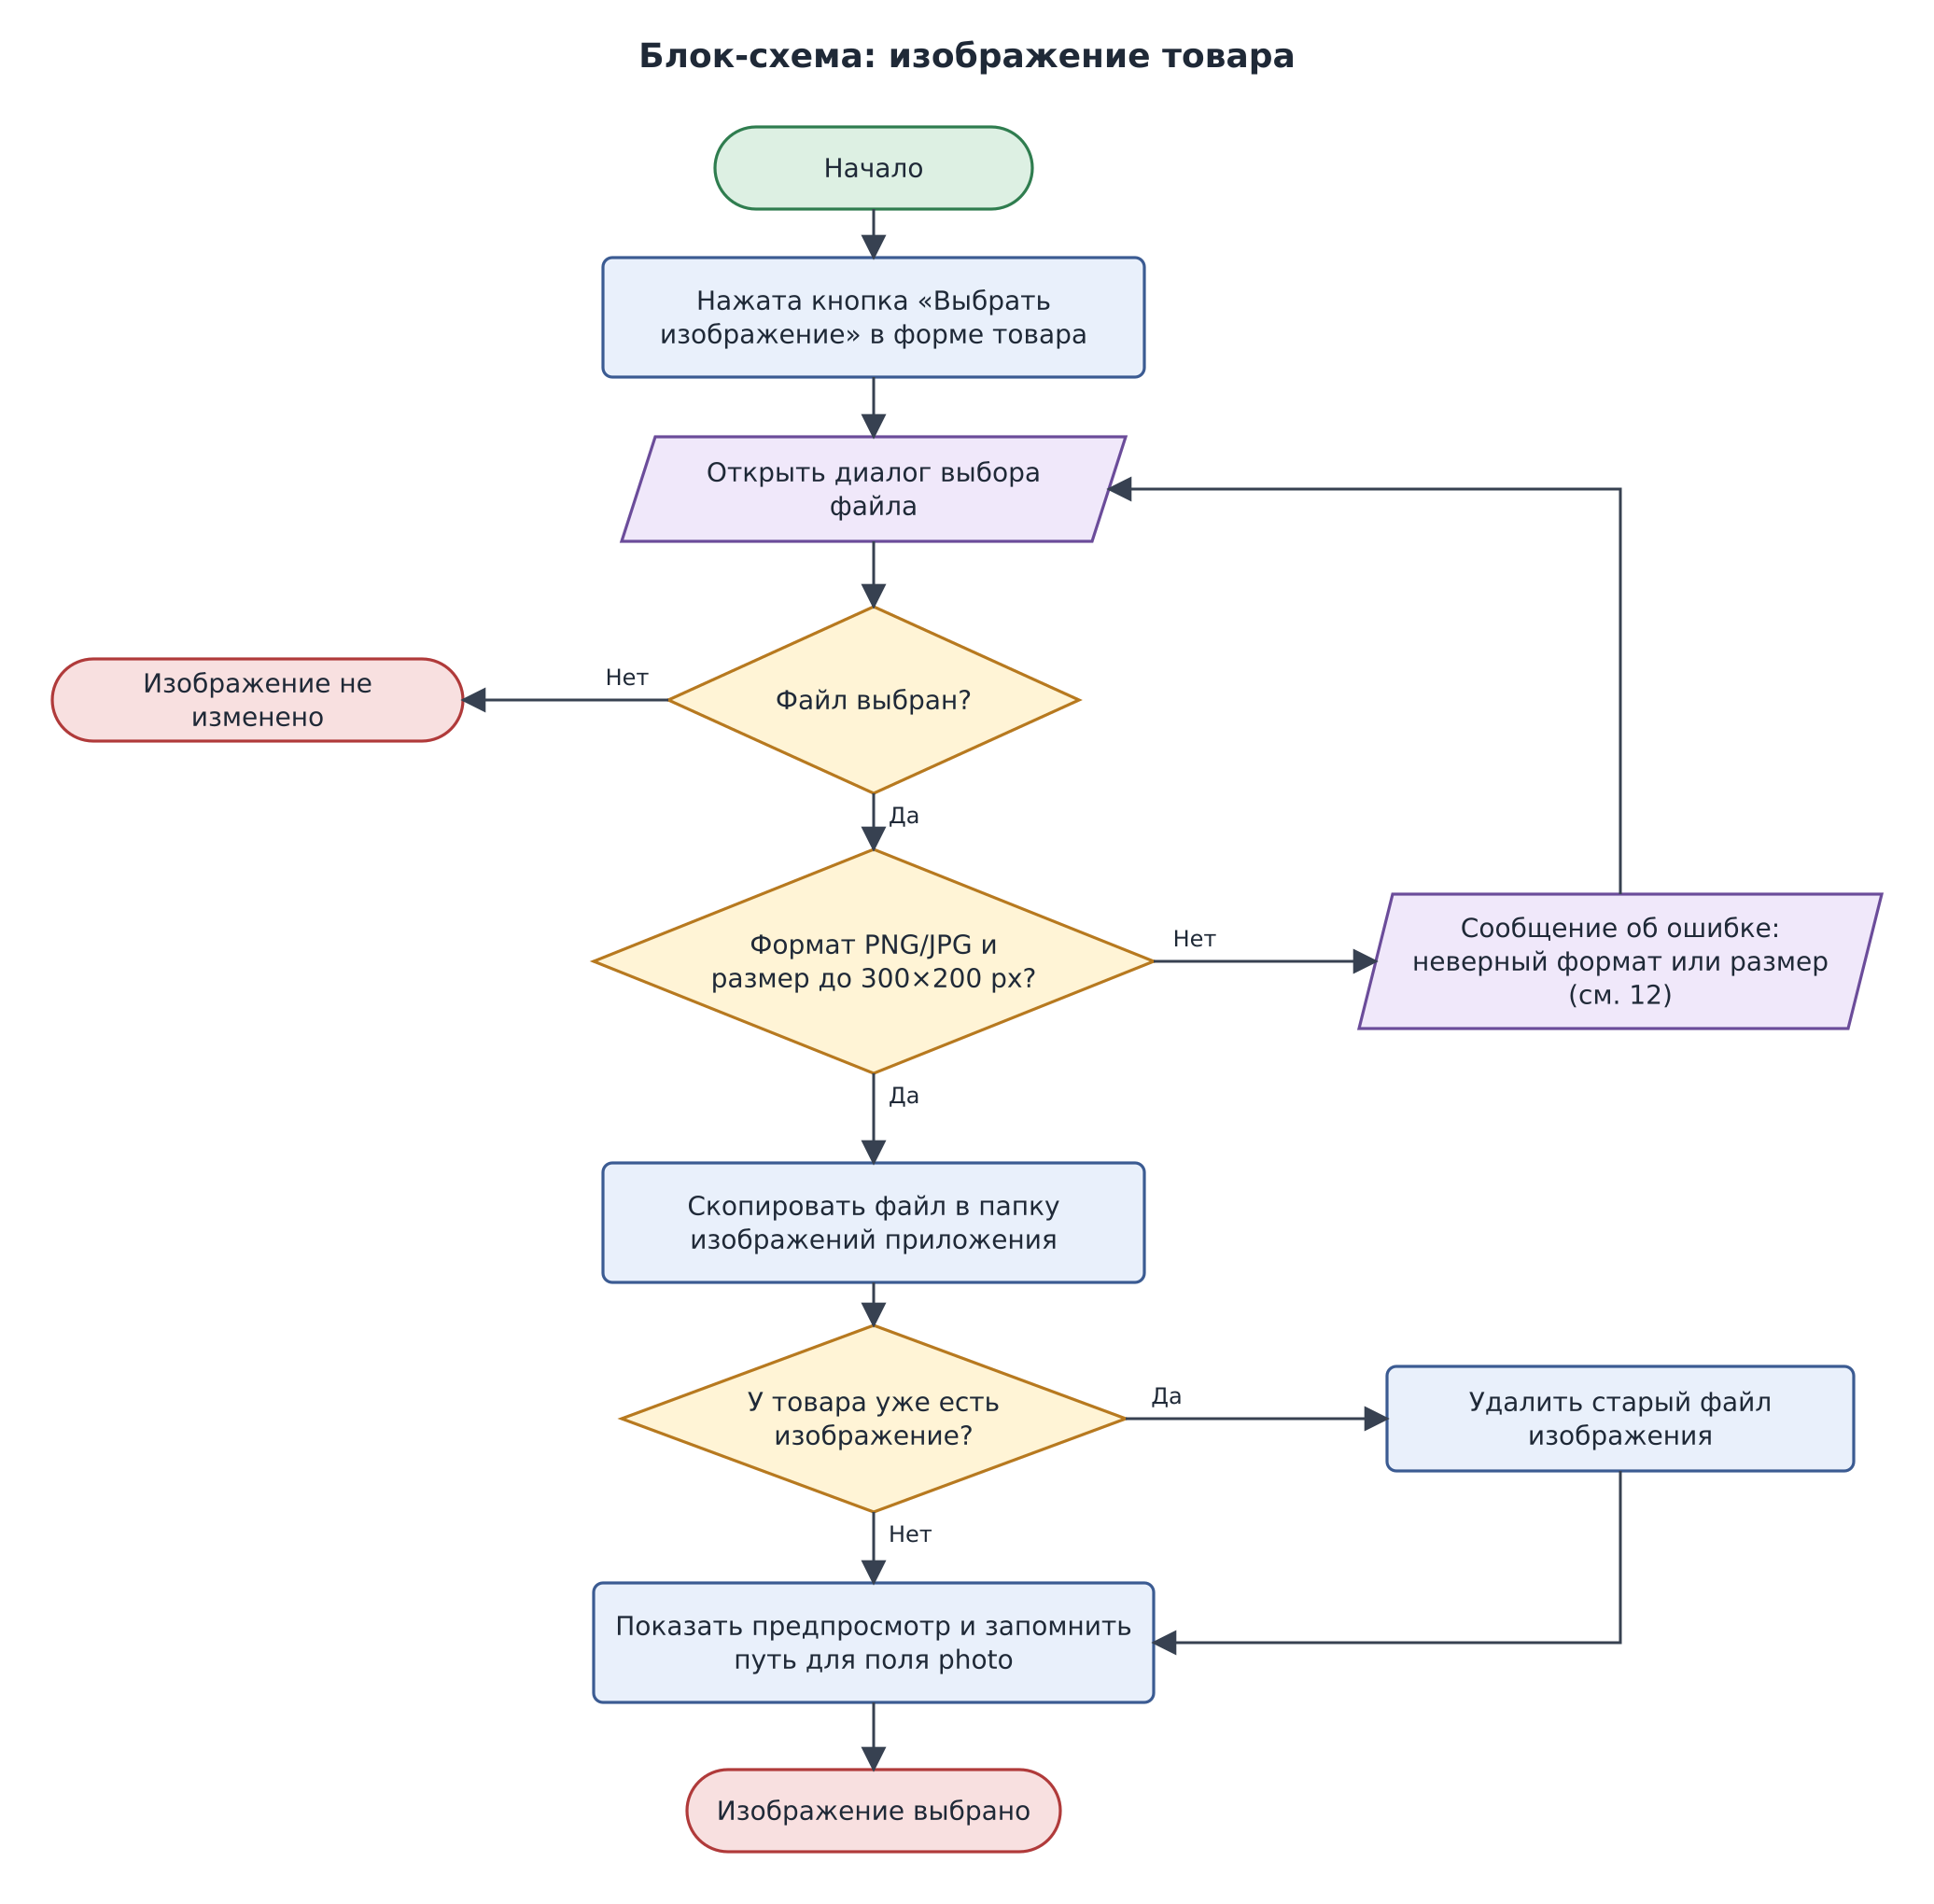 Блок-схема: изображение товара
Начало
Нажата кнопка «Выбрать
изображение» в форме товара
Открыть диалог выбора
файла
Файл выбран?
Нет
Изображение не
изменено
Да
Формат PNG/JPG и
размер до 300×200 px?
Нет
Сообщение об ошибке:
неверный формат или размер
(см. 12)
Да
Скопировать файл в папку
изображений приложения
У товара уже есть
изображение?
Да
Удалить старый файл
изображения
Нет
Показать предпросмотр и запомнить
путь для поля photo
Изображение выбрано